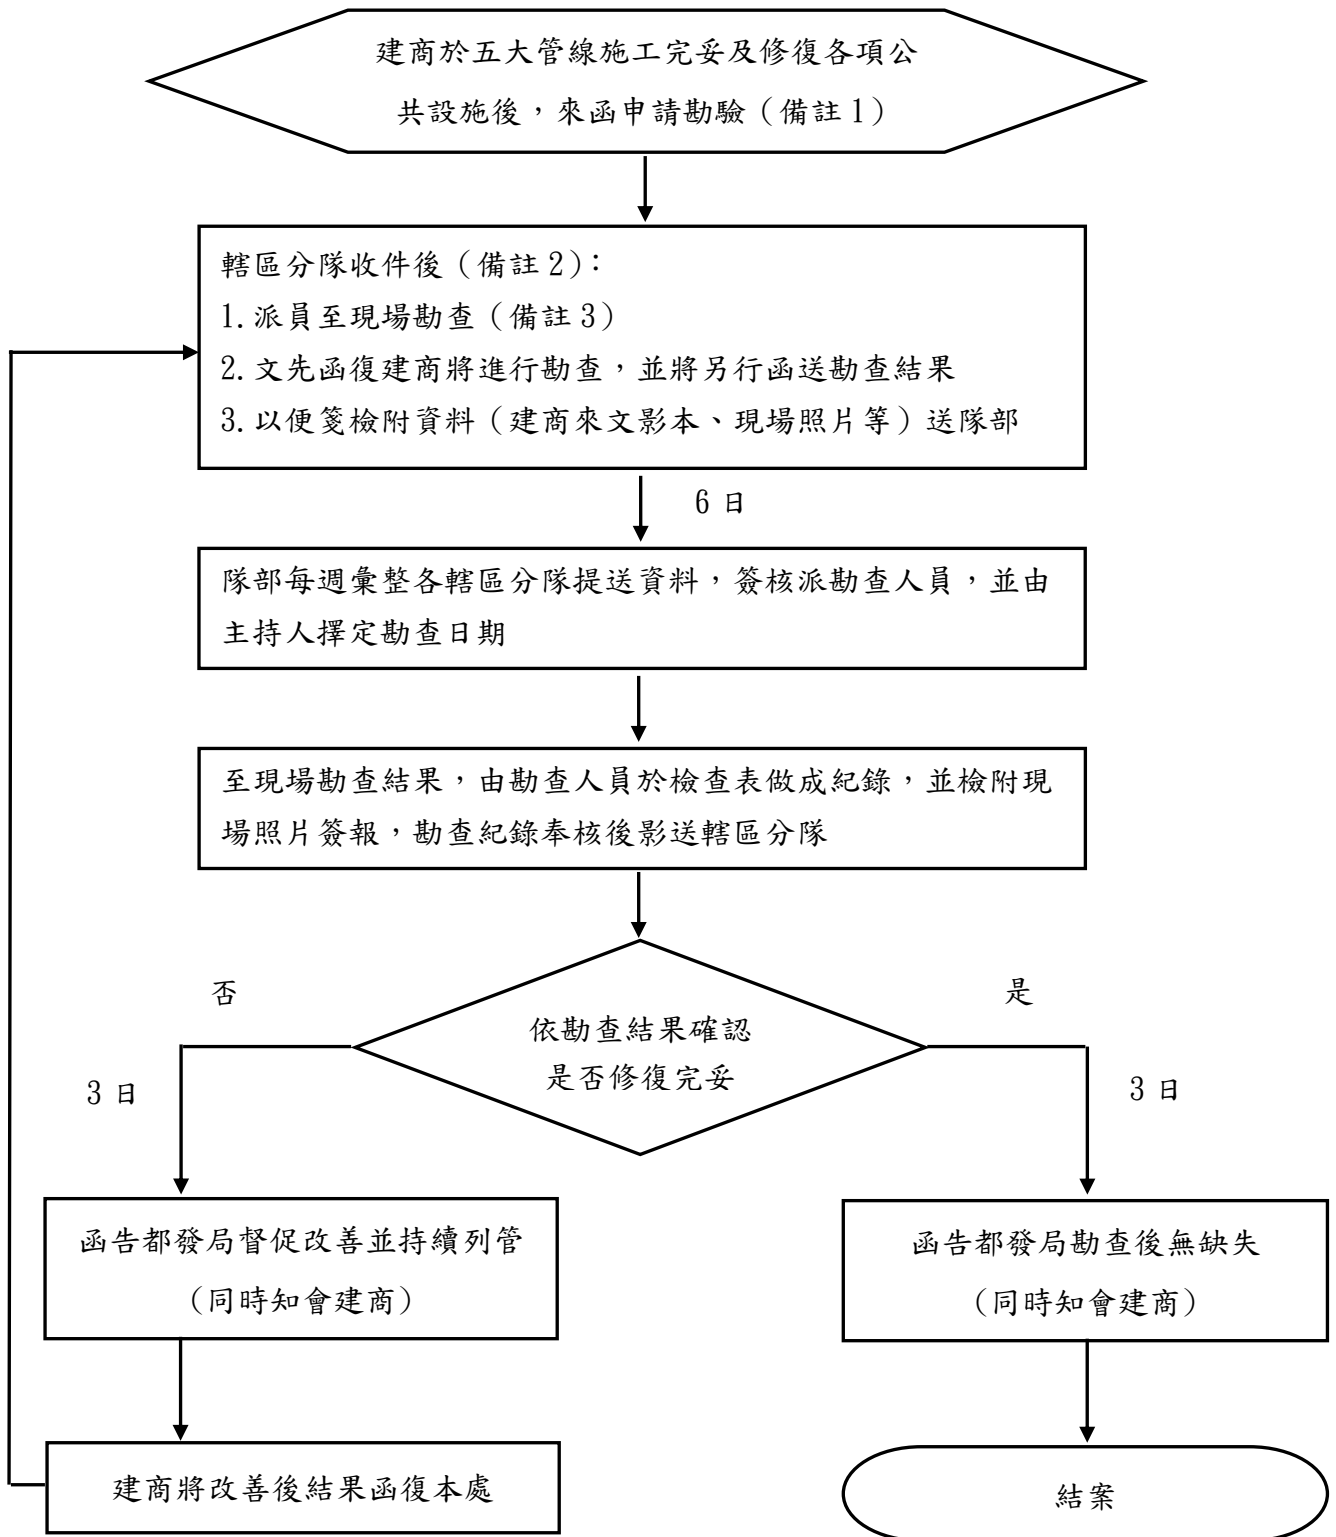 建商於五大管線施工完妥及修復各項公
共設施後，來函申請勘驗（備註1）
轄區分隊收件後（備註2）：
1.派員至現場勘查（備註3）
2.文先函復建商將進行勘查，並將另行函送勘查結果
3.以便箋檢附資料（建商來文影本、現場照片等）送隊部
6日
隊部每週彙整各轄區分隊提送資料，簽核派勘查人員，並由
主持人擇定勘查日期
至現場勘查結果，由勘查人員於檢查表做成紀錄，並檢附現
場照片簽報，勘查紀錄奉核後影送轄區分隊
否
是
依勘查結果確認
是否修復完妥
3日
3日
函告都發局督促改善並持續列管
（同時知會建商）
函告都發局勘查後無缺失
（同時知會建商）
建商將改善後結果函復本處
結案